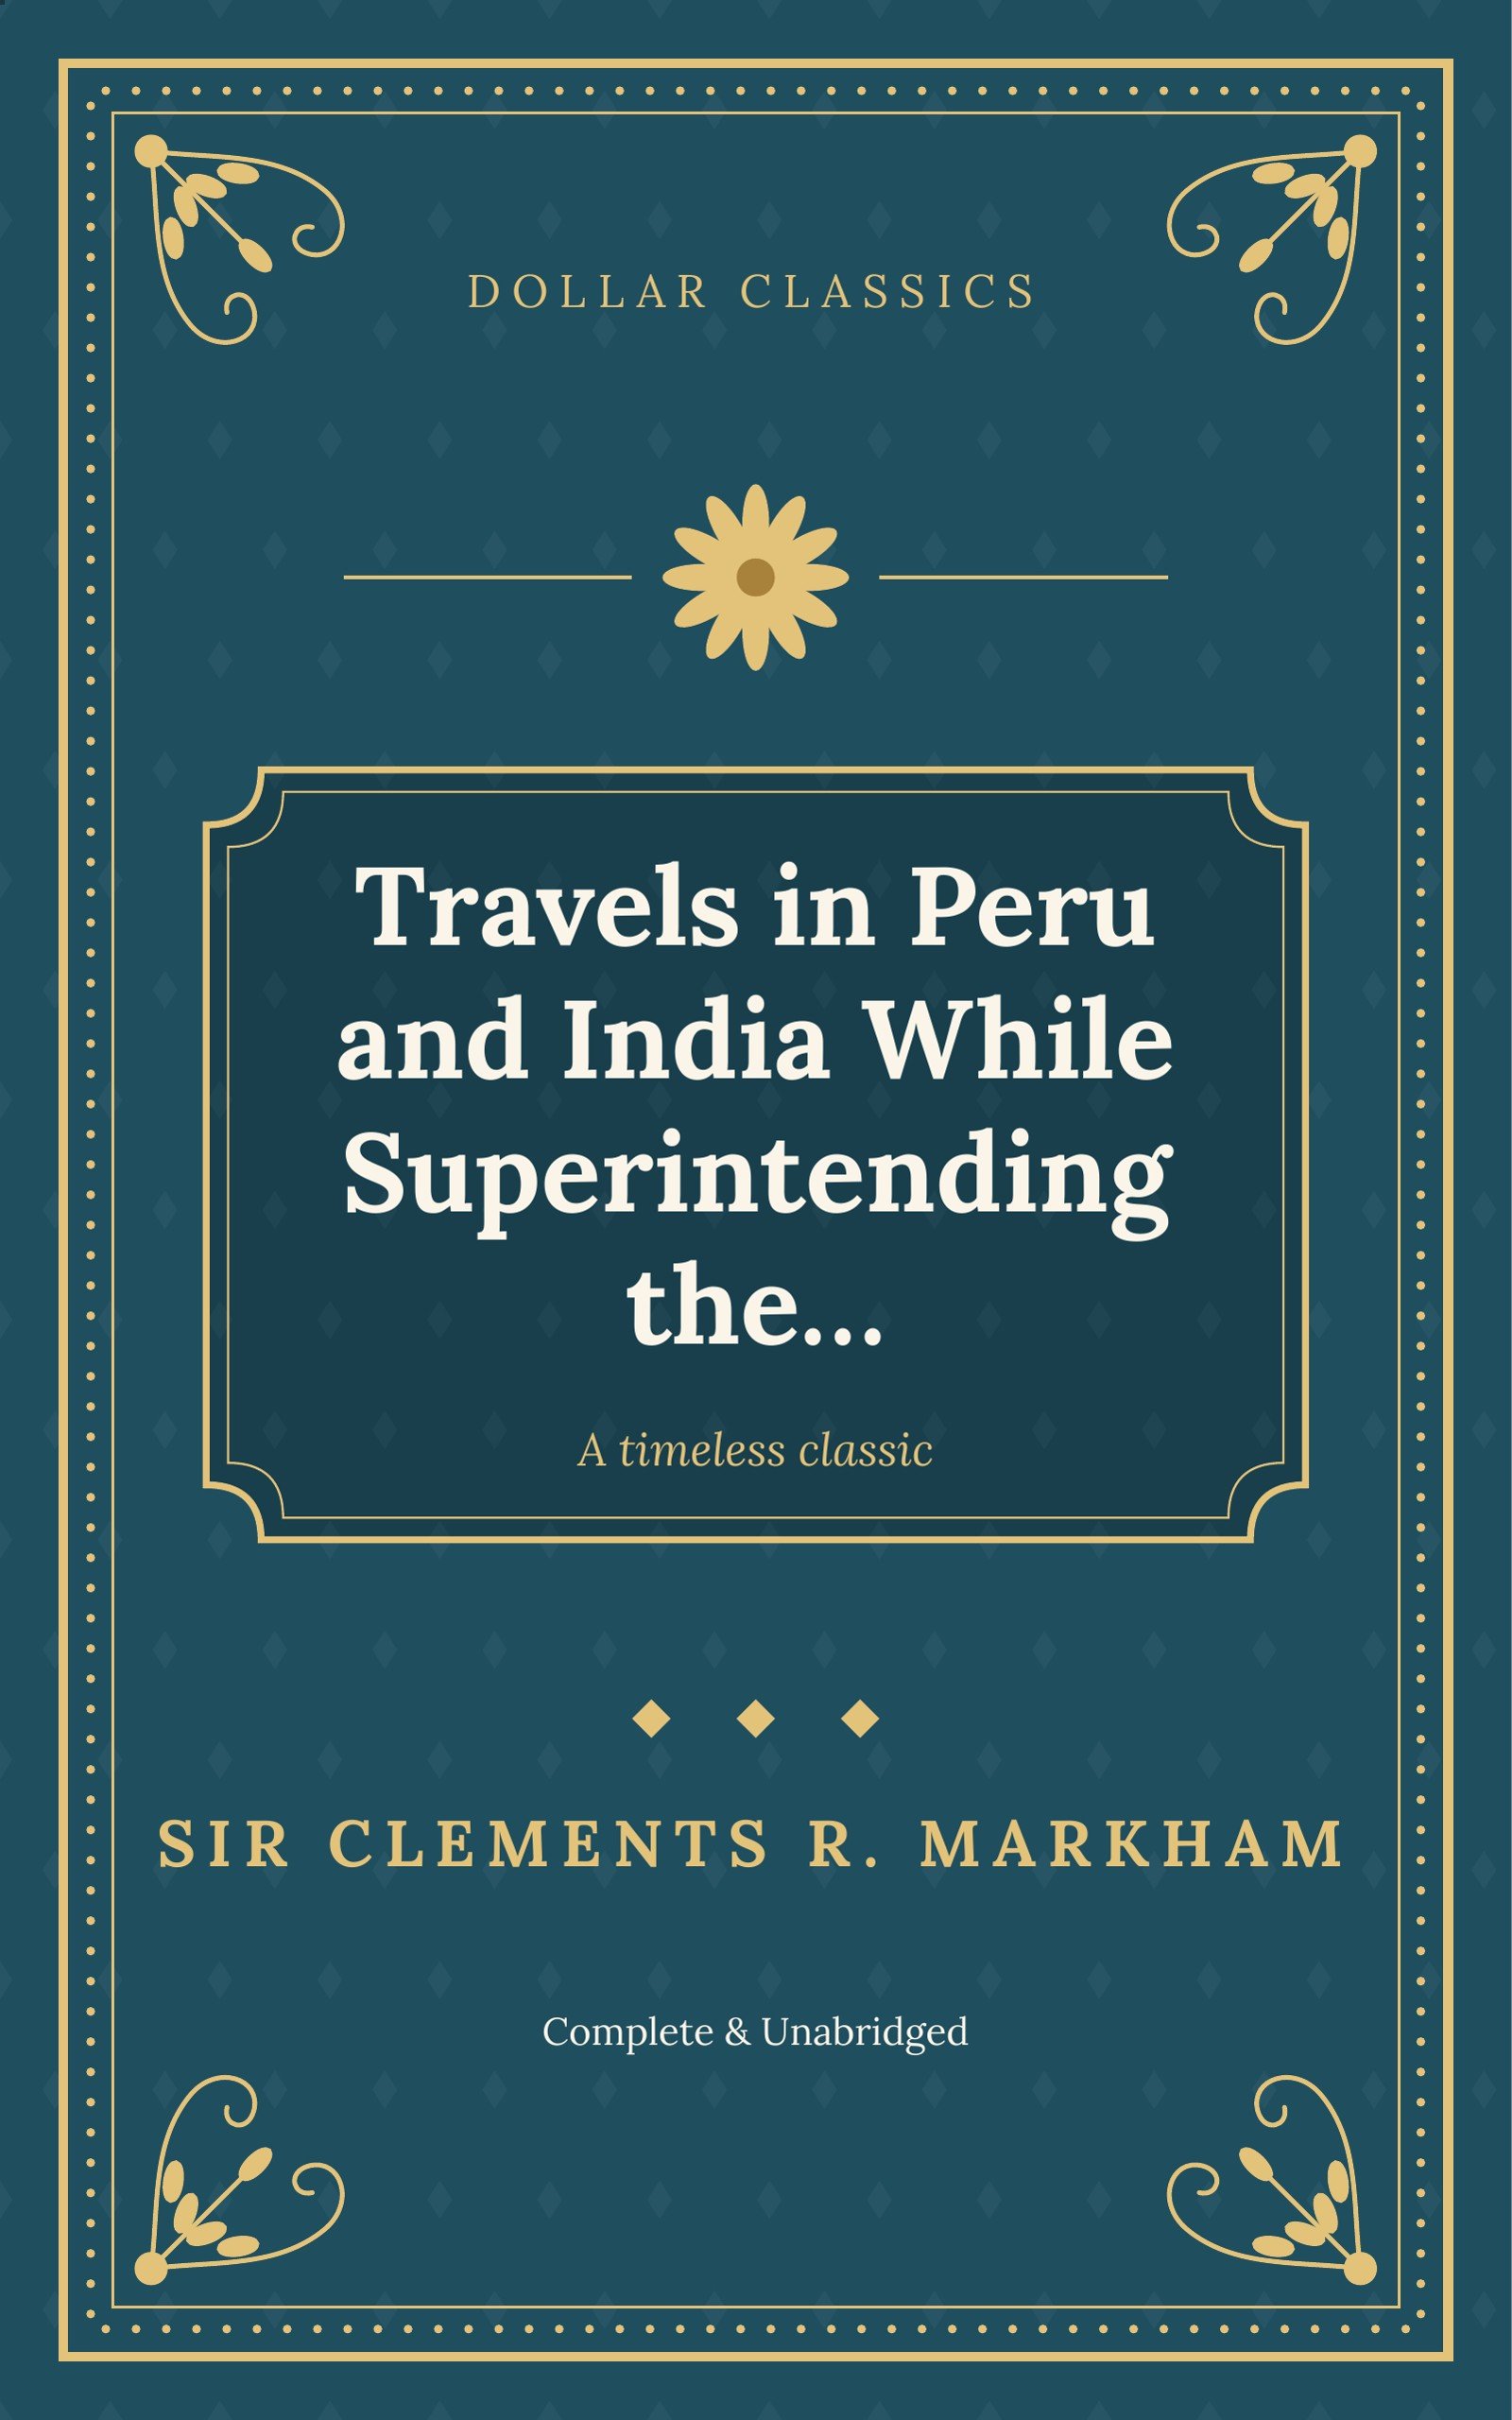 DOLLAR CLASSICS
Travels in Peru
and India While
Superintending
the...
A timeless classic
SIR CLEMENTS R. MARKHAM
Complete & Unabridged